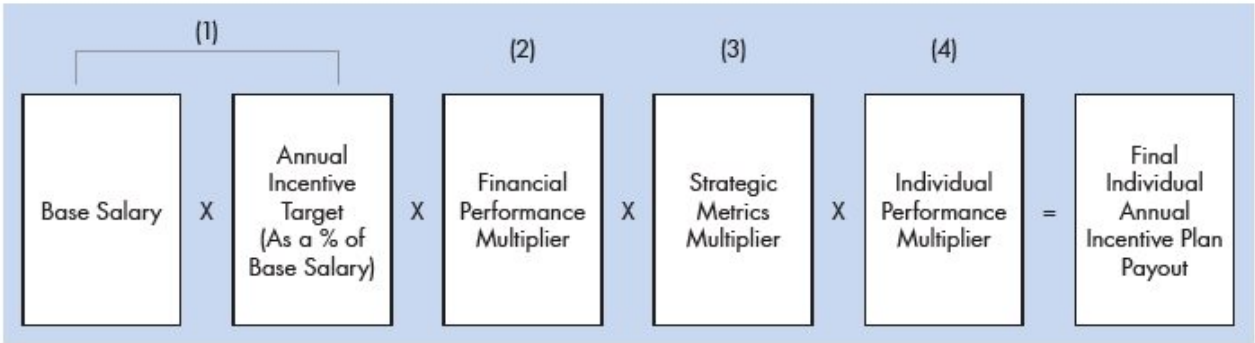 (1)
(2)
(3)
(4)
Base Salary
X
Annual
Incentive
Target
(As a % of
Base Salary)
X
Financial
Performance
Multiplier
X
Strategic
Metrics
Multiplier
X
Individual
Performance
Multiplier
=
Final
Individual
Annual
Incentive Plan
Payout